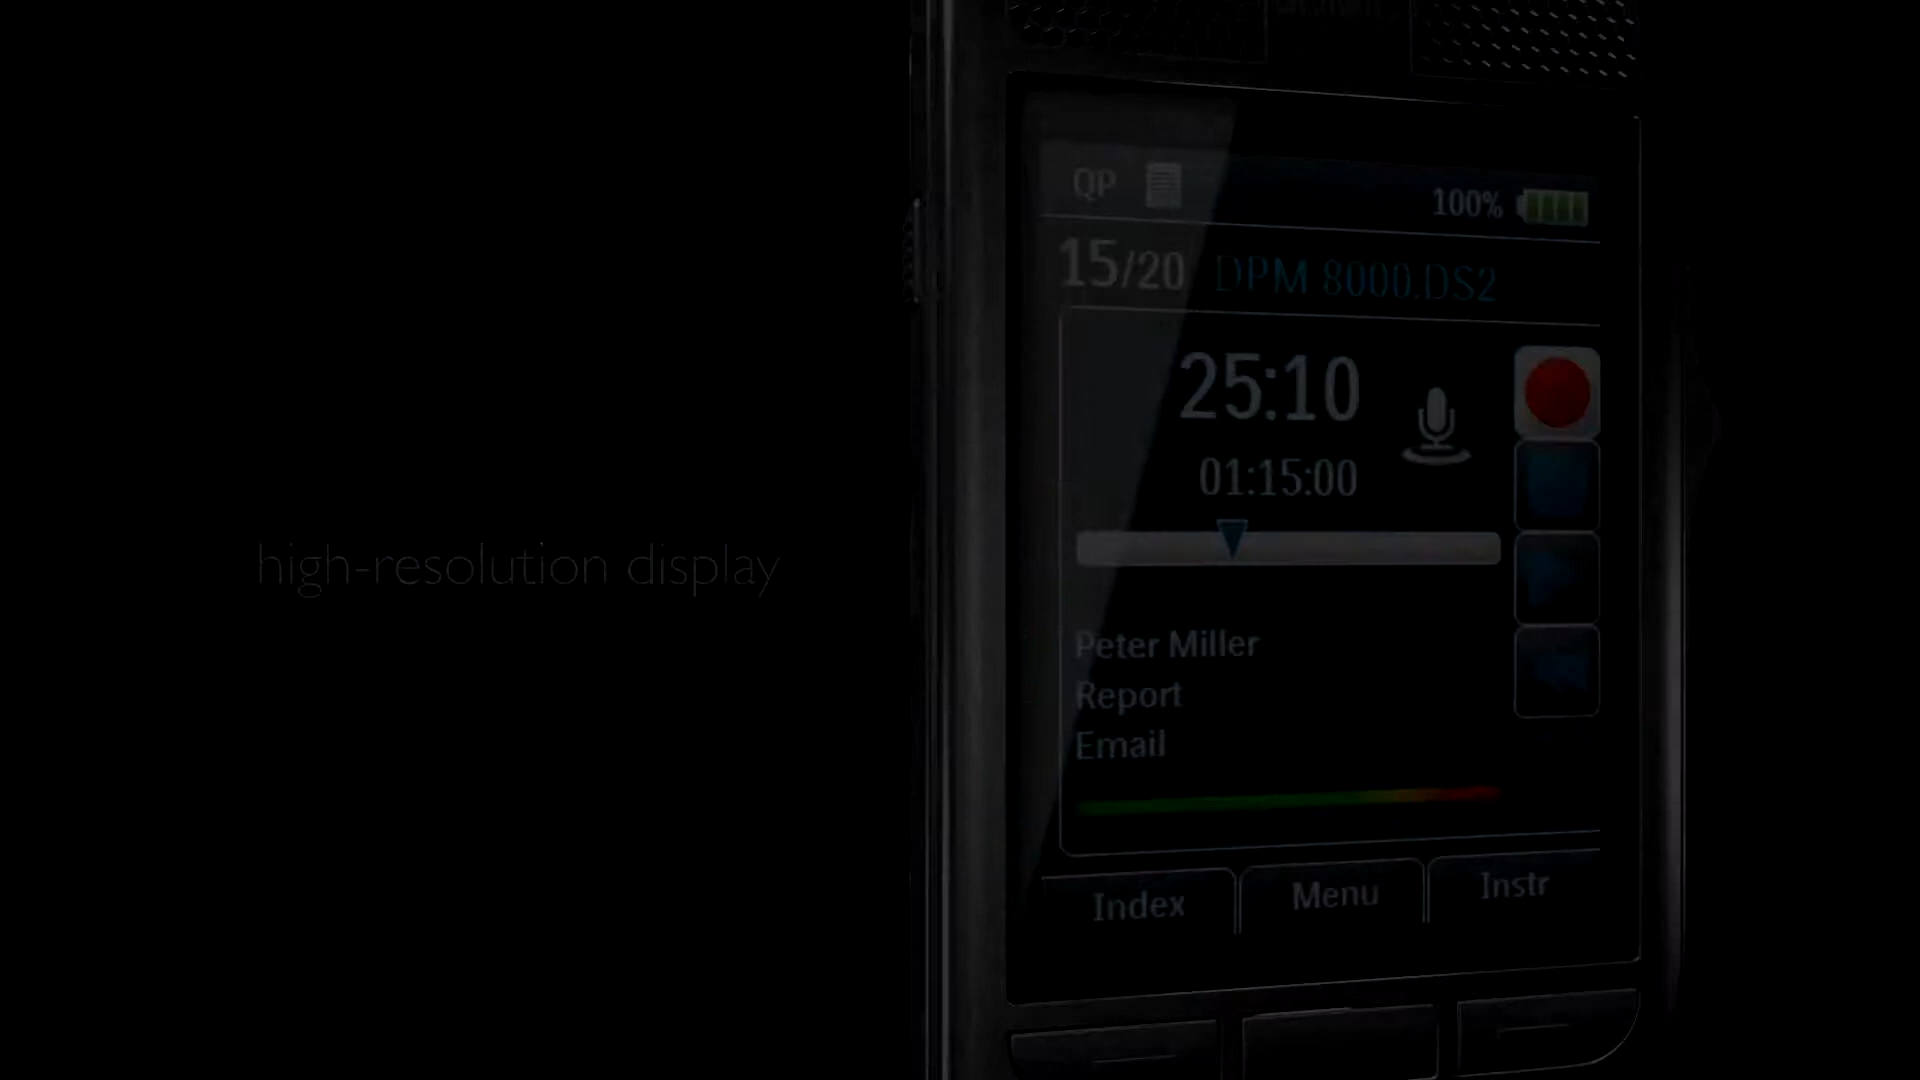 QP
100%
15/20 DPM 8000.DS2
25:10
01:15:00
high-resolution display
Peter Miller
Report
Email
Index Menu Instr